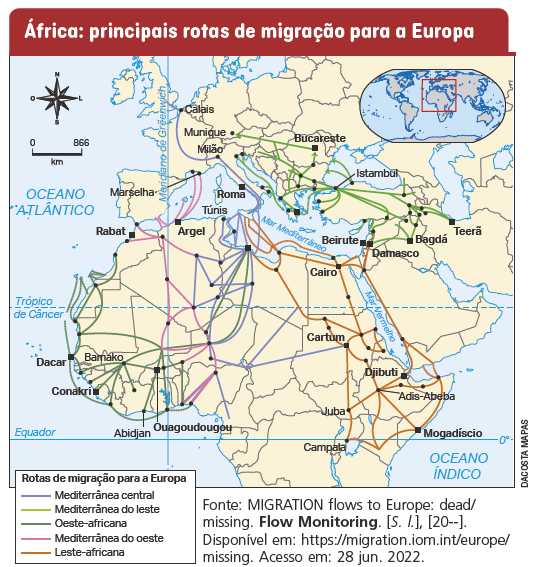 África: principais rotas de migração para a Europa
N
O
L
S
0 866
km
Meridiano de Greenwich
Calais
Munique
Milão
Bucareste
Istambul
OCEANO
ATLÂNTICO
Marselha
Roma
Túnis
Mar Mediterrâneo
Rabat
Argel
Beirute
Damasco
Bagdá
Teerã
Cairo
Trópico
de Câncer
Mar Vermelho
Dacar
Bamako
Cartum
Djibuti
Conakri
Adis-Abeba
Ouagoudougou
Abidjan
Juba
Mogadíscio
Equador
0°
Campala
OCEANO
ÍNDICO
DACOSTA MAPAS
Rotas de migração para a Europa
Mediterrânea central
Mediterrânea do leste
Oeste-africana
Mediterrânea do oeste
Leste-africana
Fonte: MIGRATION flows to Europe: dead/
missing. Flow Monitoring. [S. l.], [20--].
Disponível em: https://migration.iom.int/europe/
missing. Acesso em: 28 jun. 2022.